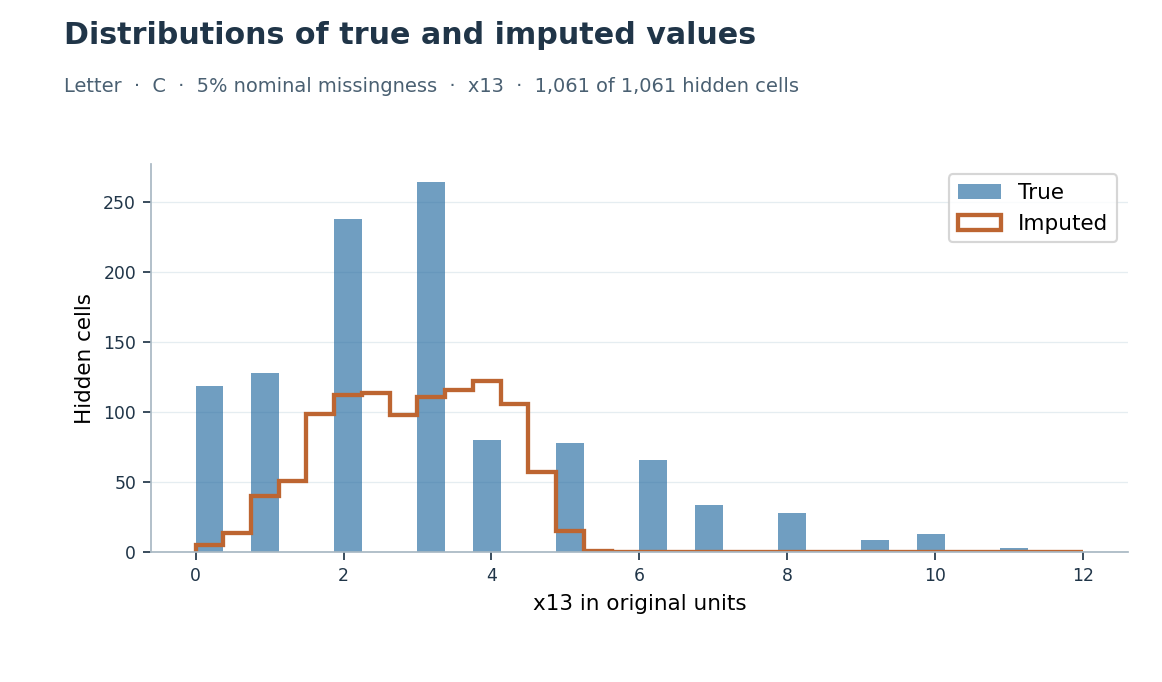 Distributions of true and imputed values
Letter · C · 5% nominal missingness · x13 · 1,061 of 1,061 hidden cells
True
Imputed
Hidden cells
250
200
150
100
50
0
0 2 4 6 8 10 12
x13 in original units